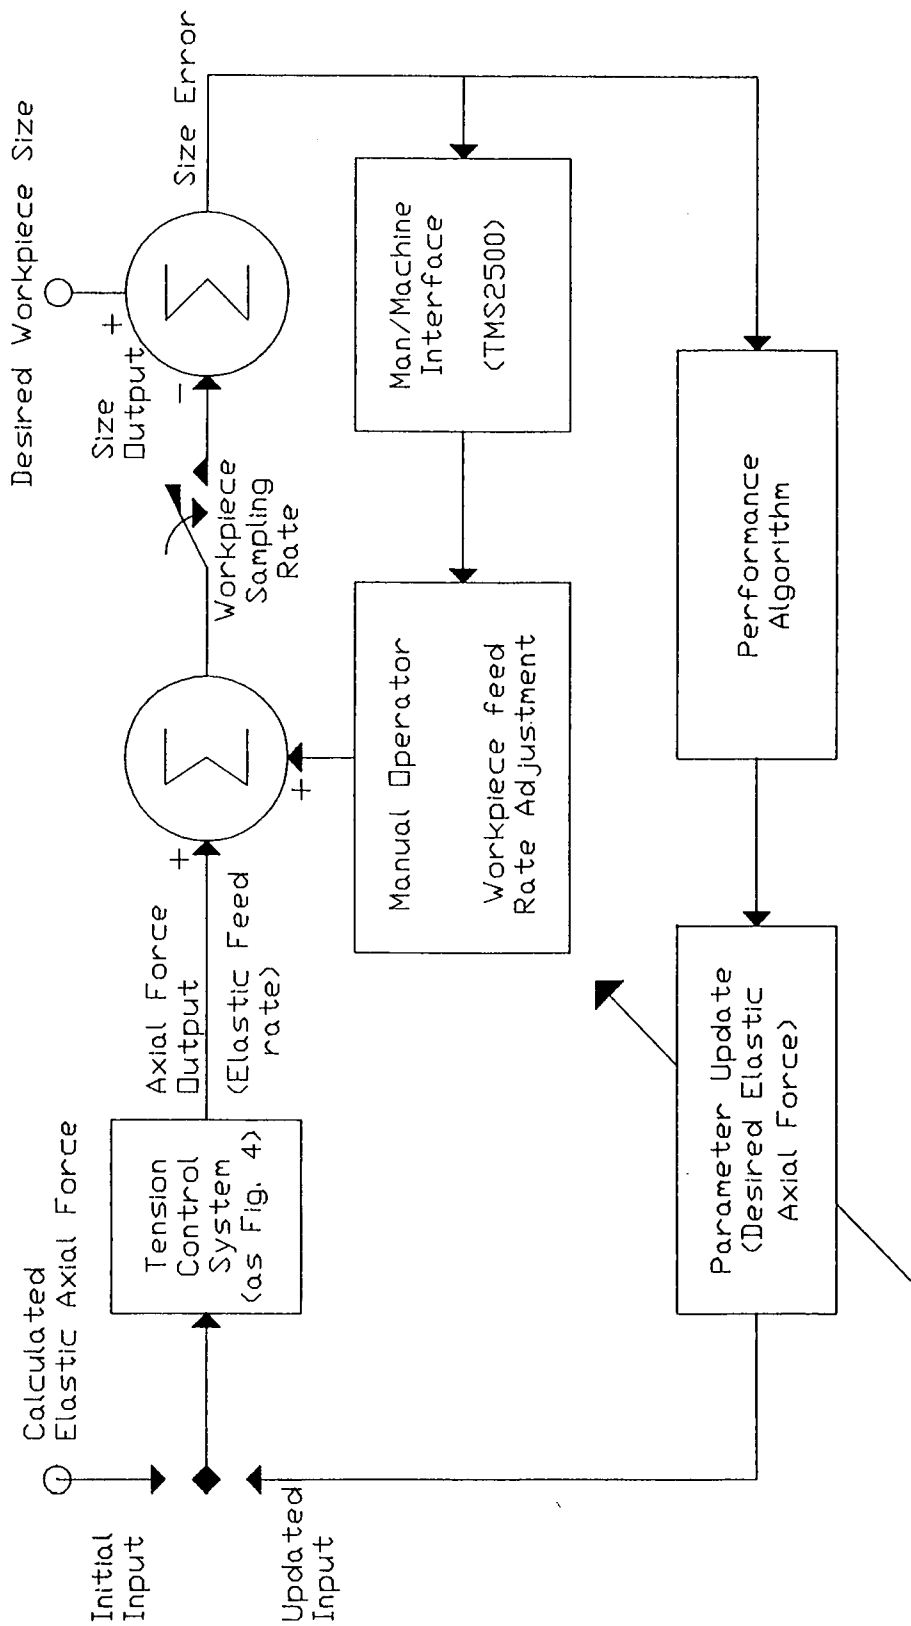 Calculated
Elastic Axial Force
Initial
Input
Updated
Input
Tension
Control
System
(as Fig. 4)
Axial Force
Output
(Elastic Feed
rate)
+
+
Σ
Workpiece
Sampling
Rate
Size
Output
-
+
Desired Workpiece Size
Σ
Size Error
Manual Operator
Workpiece feed
Rate Adjustment
Man/Machine
Interface
(TMS2500)
Parameter Update
(Desired Elastic
Axial Force)
Performance
Algorithm